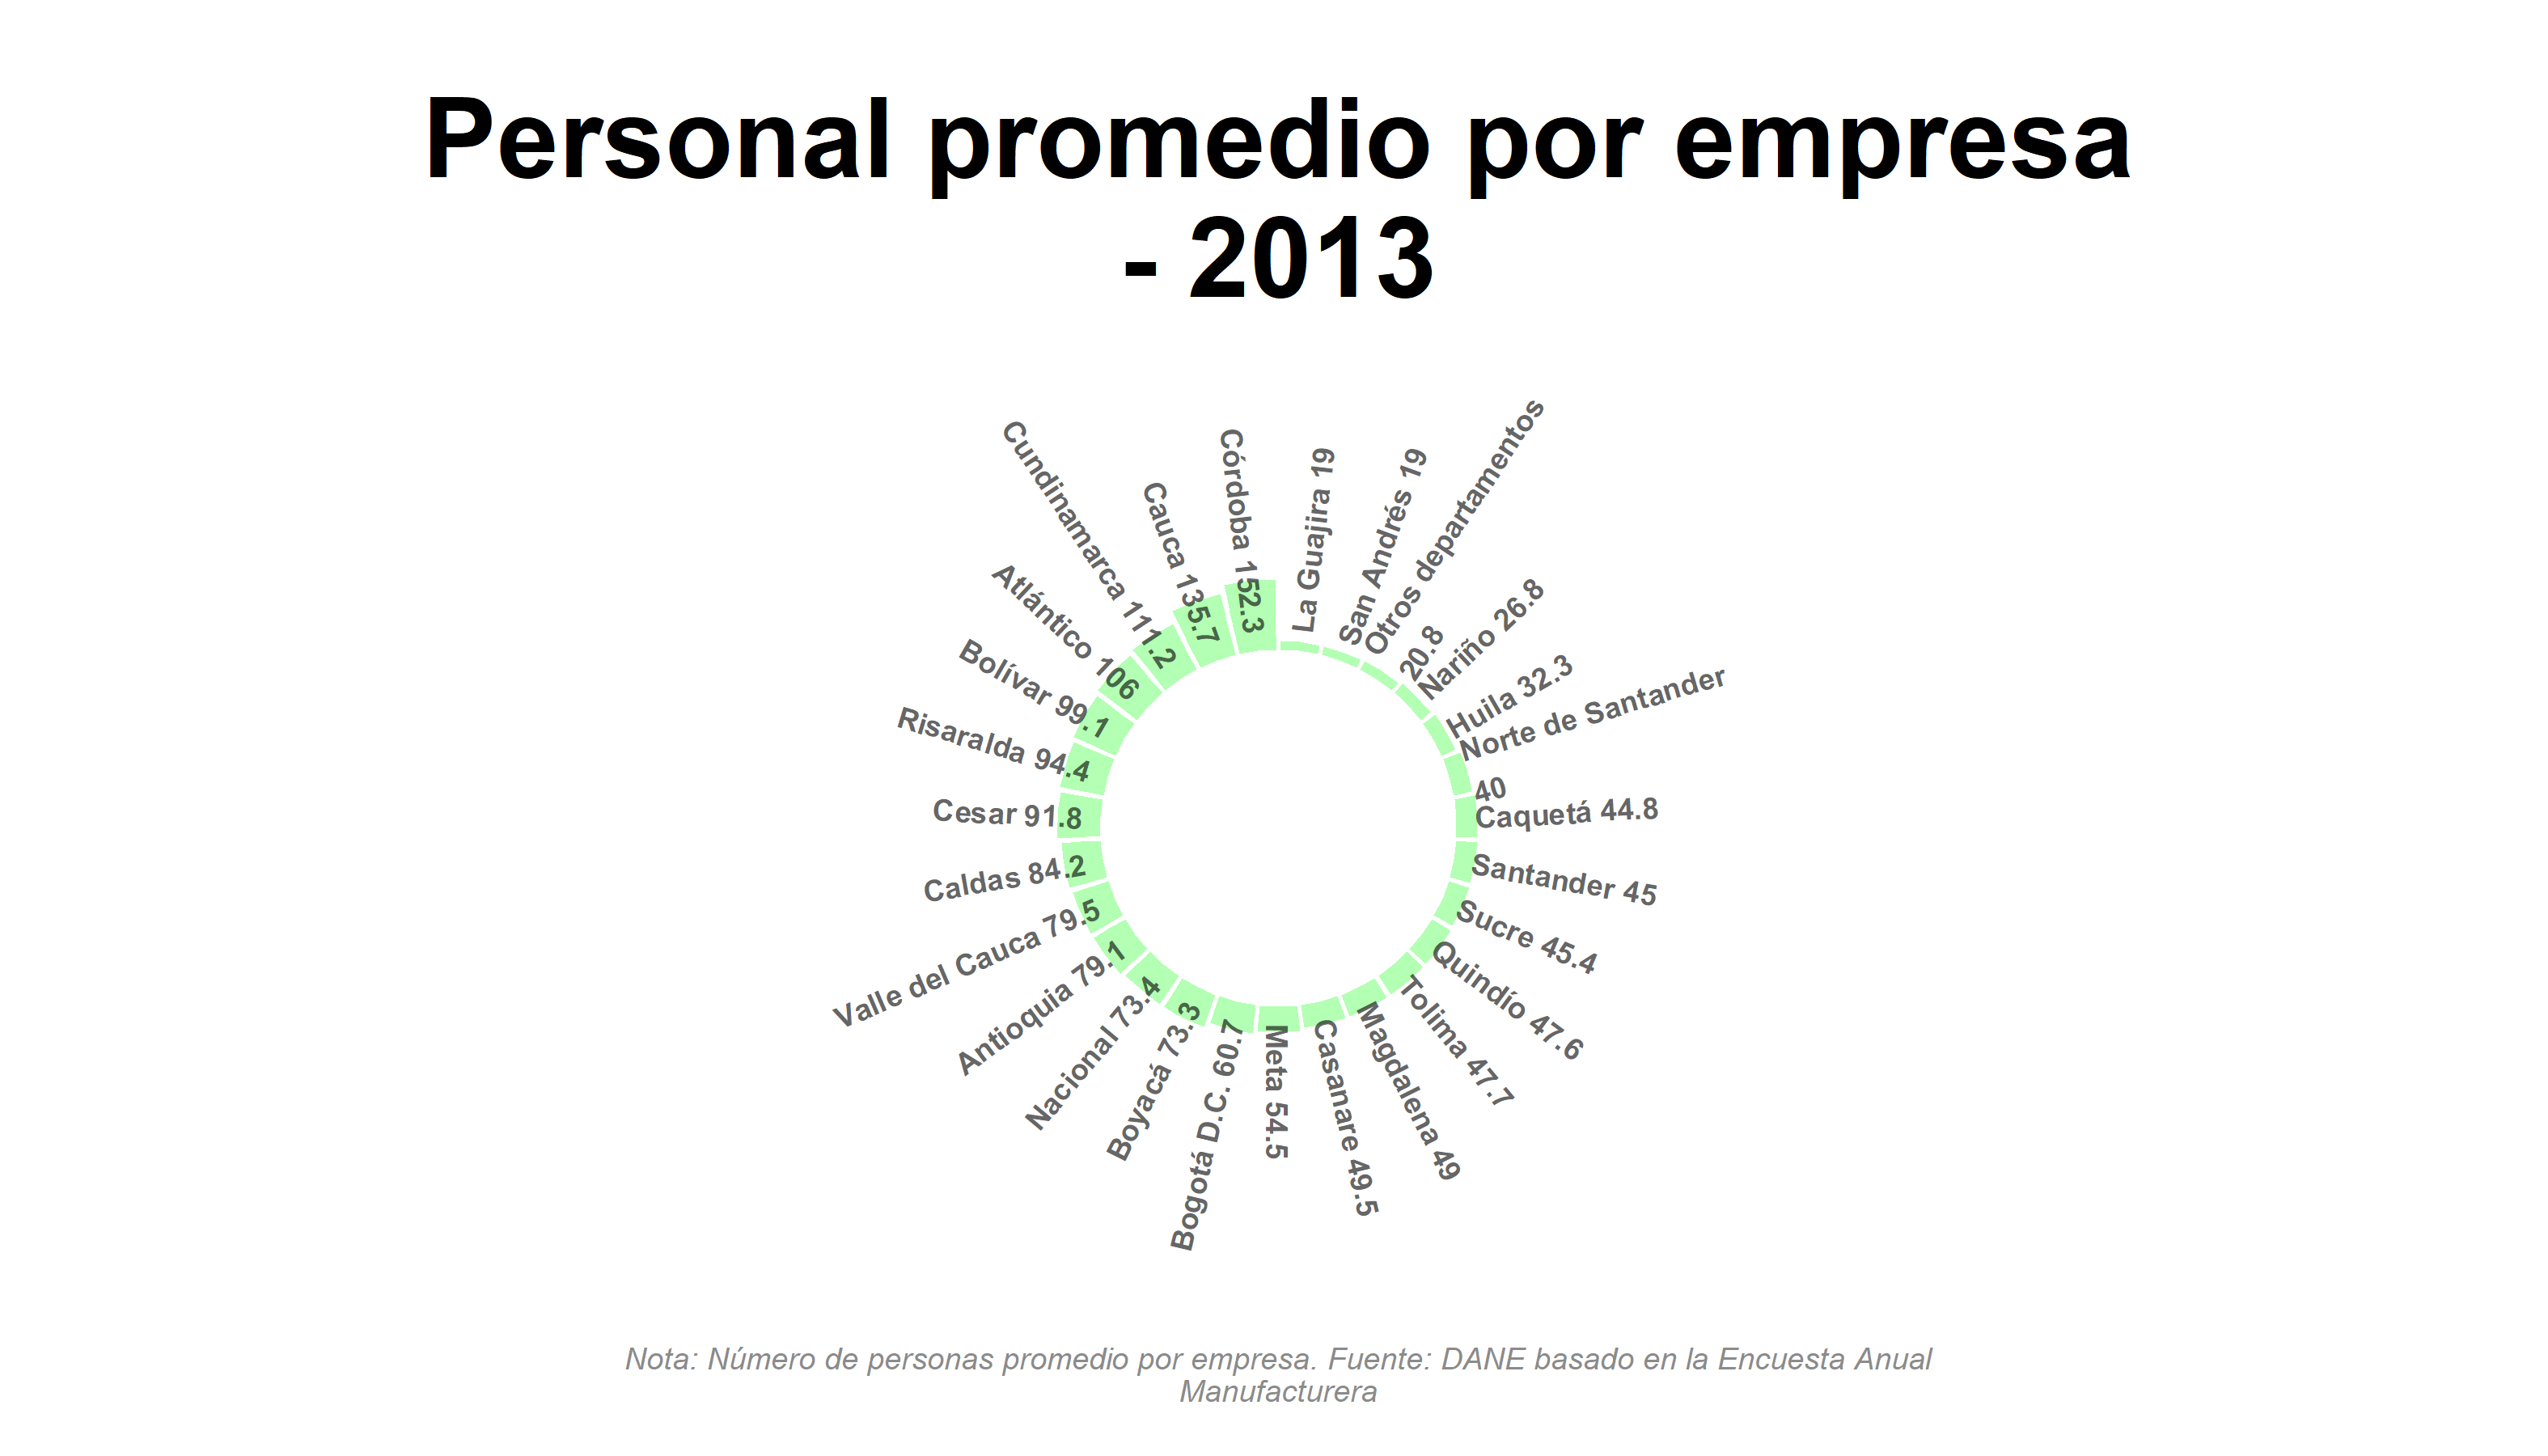 Personal promedio por empresa
- 2013
La Guajira 19
San Andrés 19
Otros departamentos
20.8
Nariño 26.8
Huila 32.3
Norte de Santander
40
Caquetá 44.8
Santander 45
Sucre 45.4
Quindío 47.6
Tolima 47.7
Magdalena 49
Casanare 49.5
Meta 54.5
Bogotá D.C. 60.7
Boyacá 73.3
Nacional 73.4
Antioquia 79.1
Valle del Cauca 79.5
Caldas 84.2
Cesar 91.8
Risaralda 94.4
Bolívar 99.1
Atlántico 106
Cundinamarca 111.2
Cauca 135.7
Córdoba 152.3
Nota: Número de personas promedio por empresa. Fuente: DANE basado en la Encuesta Anual
Manufacturera